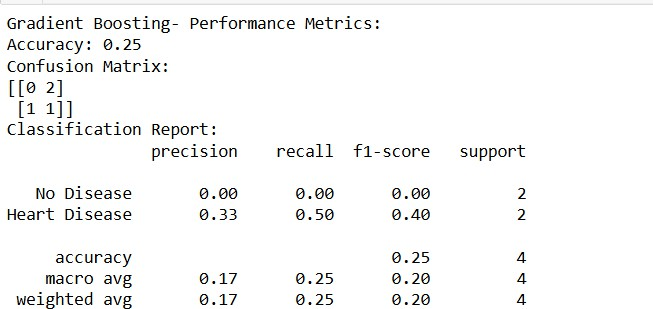 Gradient Boosting- Performance Metrics:
Accuracy: 0.25
Confusion Matrix:
[[0 2]
 [1 1]]
Classification Report:
               precision    recall  f1-score   support

   No Disease       0.00      0.00      0.00         2
Heart Disease       0.33      0.50      0.40         2

     accuracy                           0.25         4
    macro avg       0.17      0.25      0.20         4
 weighted avg       0.17      0.25      0.20         4